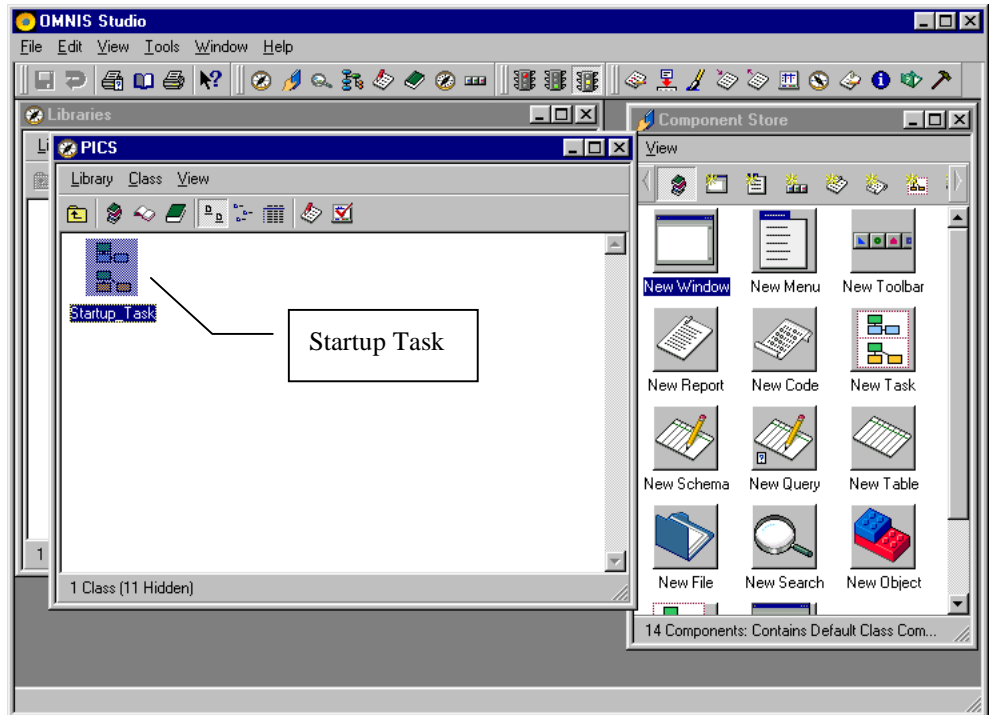 OMNIS Studio
File Edit View Tools Window Help
Libraries
Li
PICS
Library Class View
Startup_Task
Startup Task
1
1 Class (11 Hidden)
Component Store
View
New Window New Menu New Toolbar
New Report New Code New Task
New Schema New Query New Table
New File New Search New Object
14 Components: Contains Default Class Com...